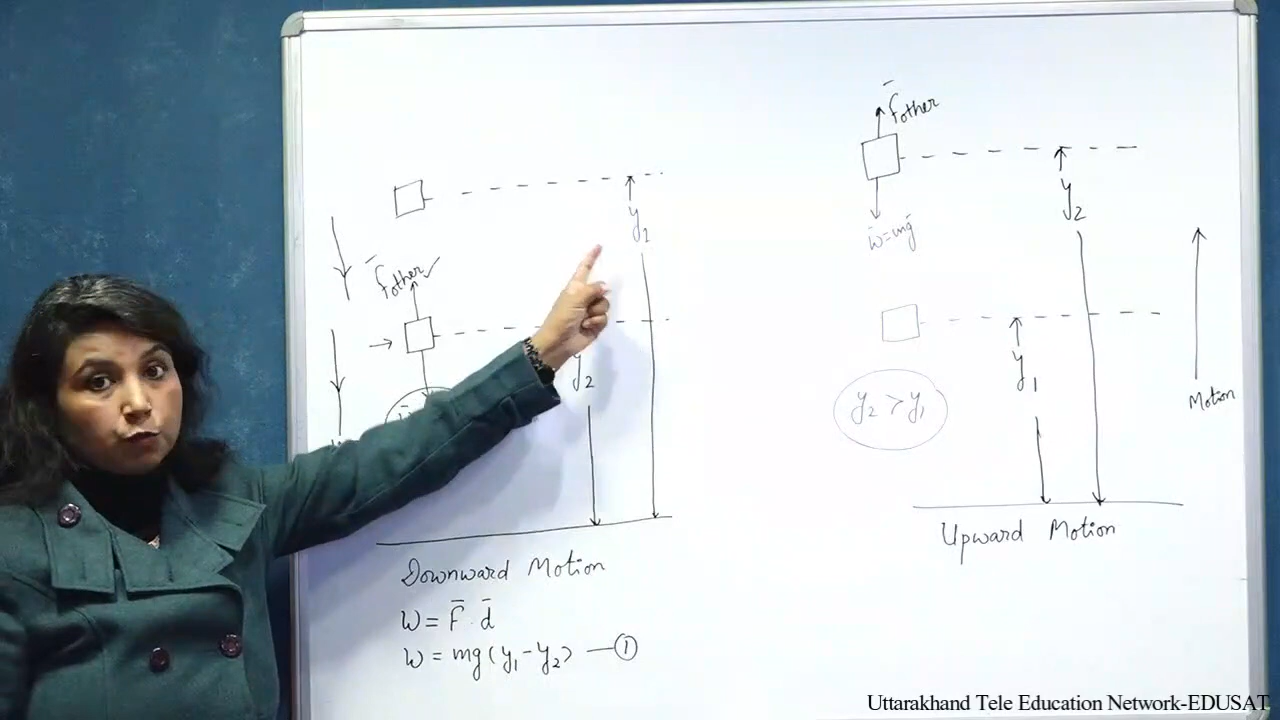 F̄other
y₁
F̄other ✓
y₂
Downward Motion
W = F̄ . d̄
W = mg (y₁ - y₂) — ①
F̄other
y₂
w̄ = mḡ
y₁
y₂ > y₁
Motion
Upward Motion
Uttarakhand Tele Education Network-EDUSAT